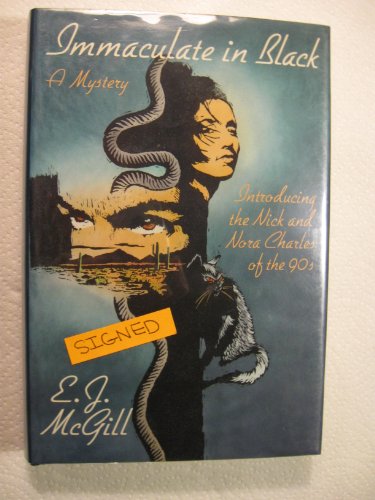 Immaculate in Black
A Mystery
Introducing
the Nick and
Nora Charles
of the 90s
SIGNED
E.J.
McGill